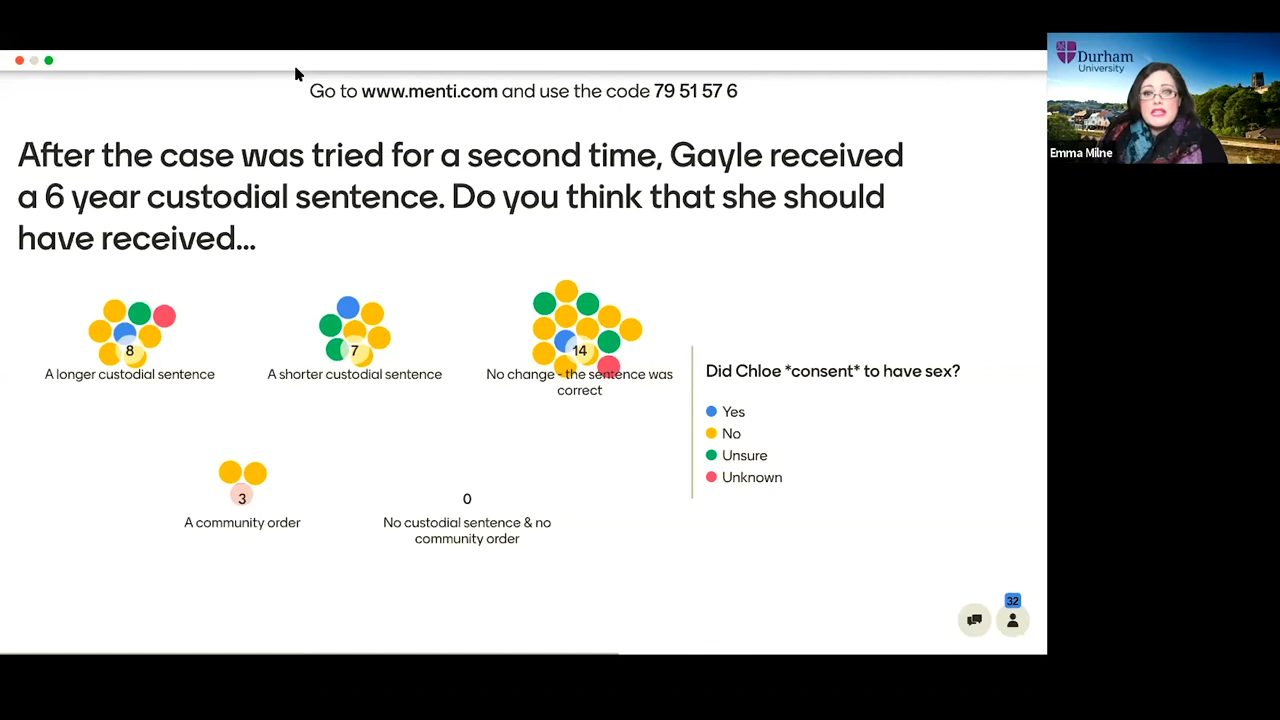 Go to www.menti.com and use the code 79 51 57 6
Durham
University
Emma Milne
After the case was tried for a second time, Gayle received
a 6 year custodial sentence. Do you think that she should
have received...
8
A longer custodial sentence
7
A shorter custodial sentence
14
No change - the sentence was
correct
Did Chloe *consent* to have sex?
Yes
No
Unsure
Unknown
3
A community order
0
No custodial sentence & no
community order
32